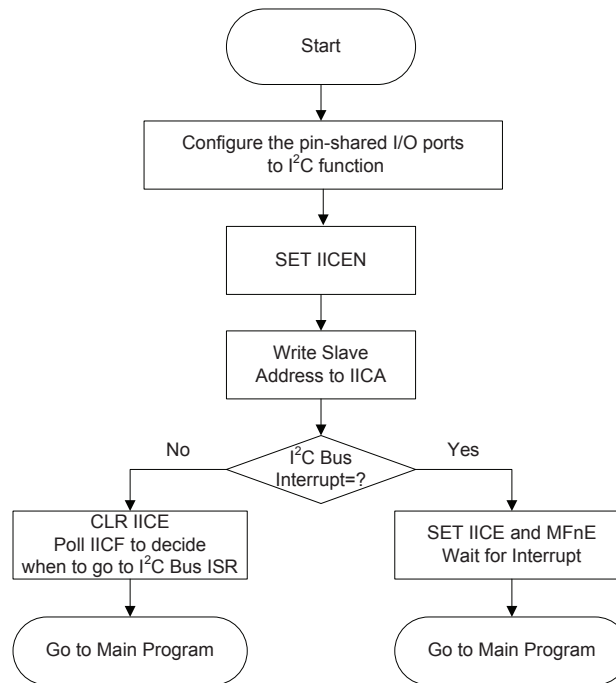 Start
Configure the pin-shared I/O ports
to I²C function
SET IICEN
Write Slave
Address to IICA
I²C Bus
Interrupt=?
No
Yes
CLR IICE
Poll IICF to decide
when to go to I²C Bus ISR
SET IICE and MFnE
Wait for Interrupt
Go to Main Program
Go to Main Program